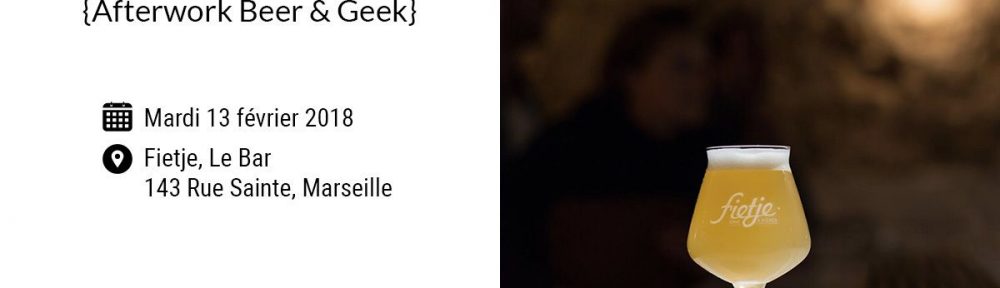 {Afterwork Beer & Geek}
Mardi 13 février 2018
Fietje, Le Bar
143 Rue Sainte, Marseille
fietje